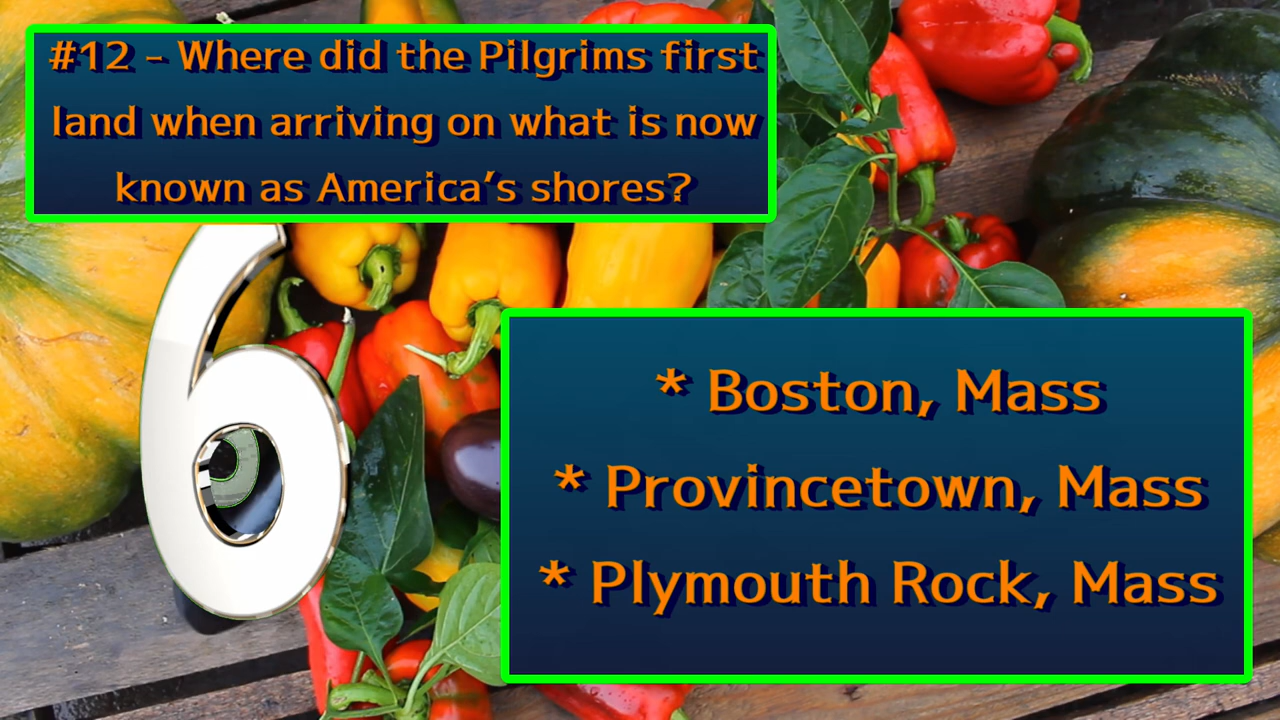 #12 - Where did the Pilgrims first
land when arriving on what is now
known as America's shores?
6
* Boston, Mass
* Provincetown, Mass
* Plymouth Rock, Mass